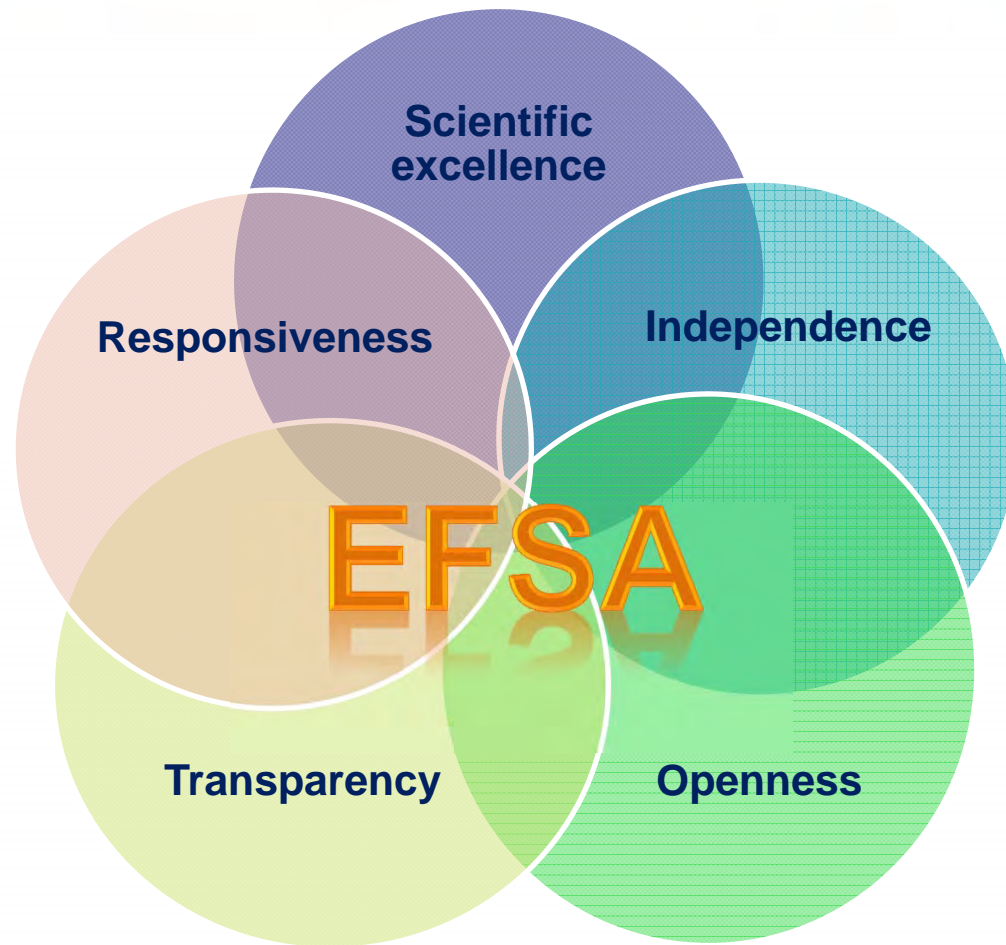 Scientific
excellence
Responsiveness
Independence
EFSA
Transparency
Openness